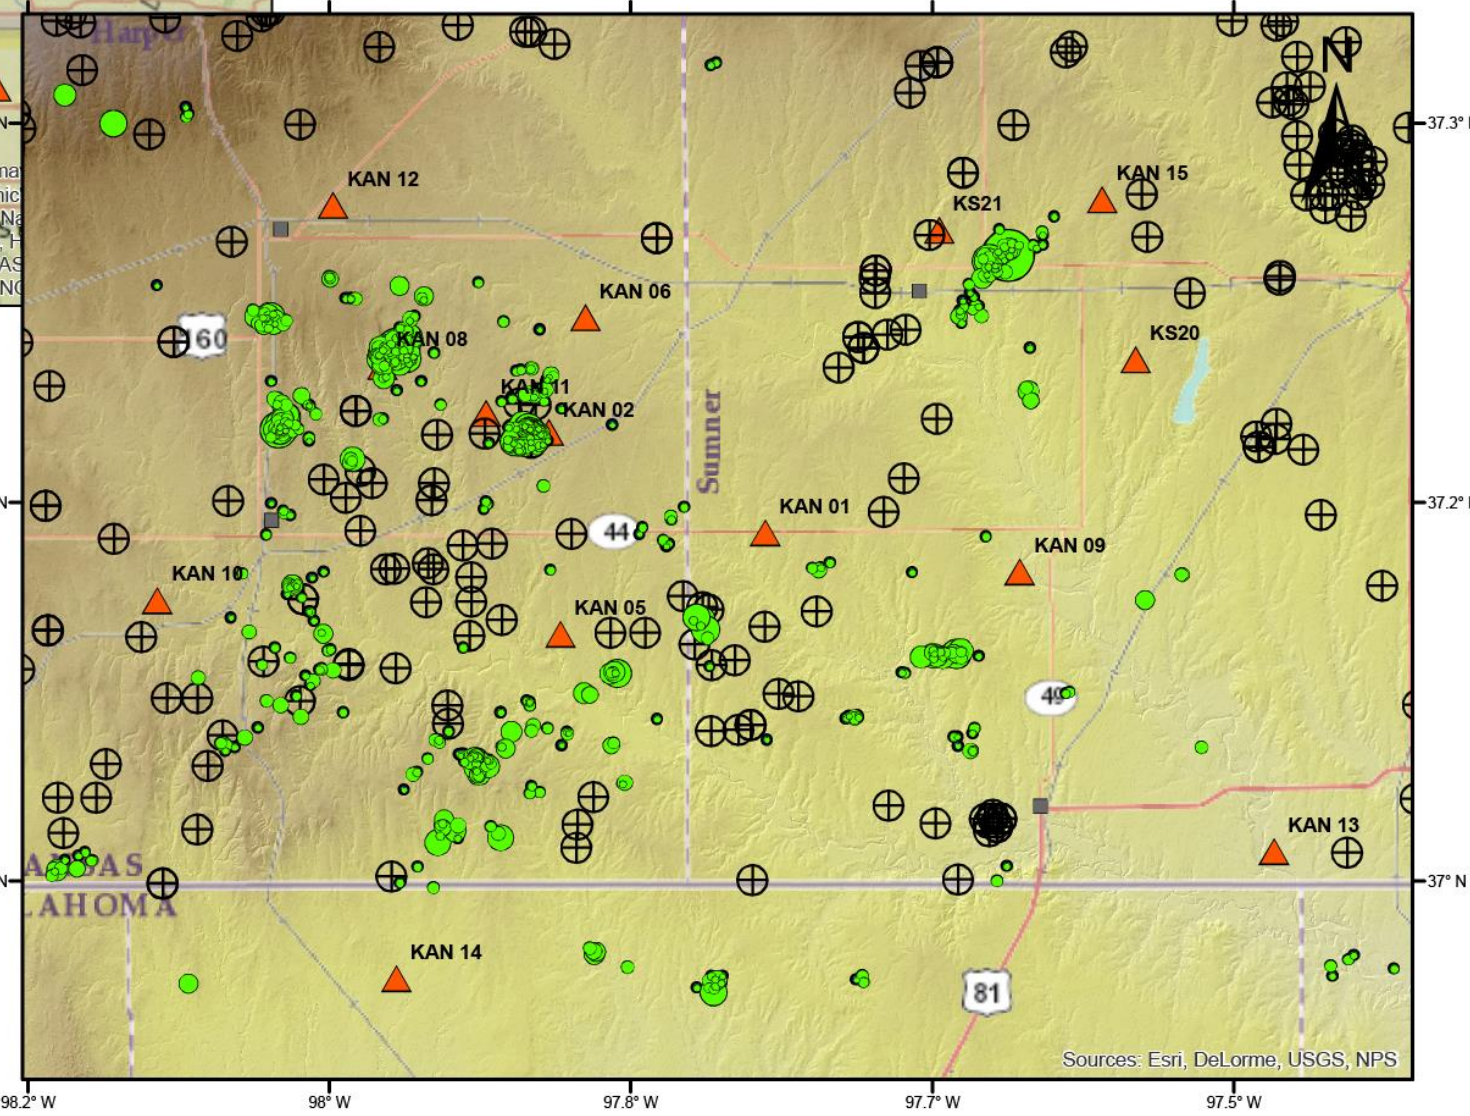 Harper
N
37.3°
KAN 12
KAN 15
KS21
KAN 06
160
KAN 08
KS20
KAN 11
KAN 02
Sumner
37.2°
KAN 01
44
KAN 09
KAN 10
KAN 05
49
KAN 13
37° N
LAHOMA
KAN 14
81
Sources: Esri, DeLorme, USGS, NPS
98.2° W
98° W
97.8° W
97.7° W
97.5° W